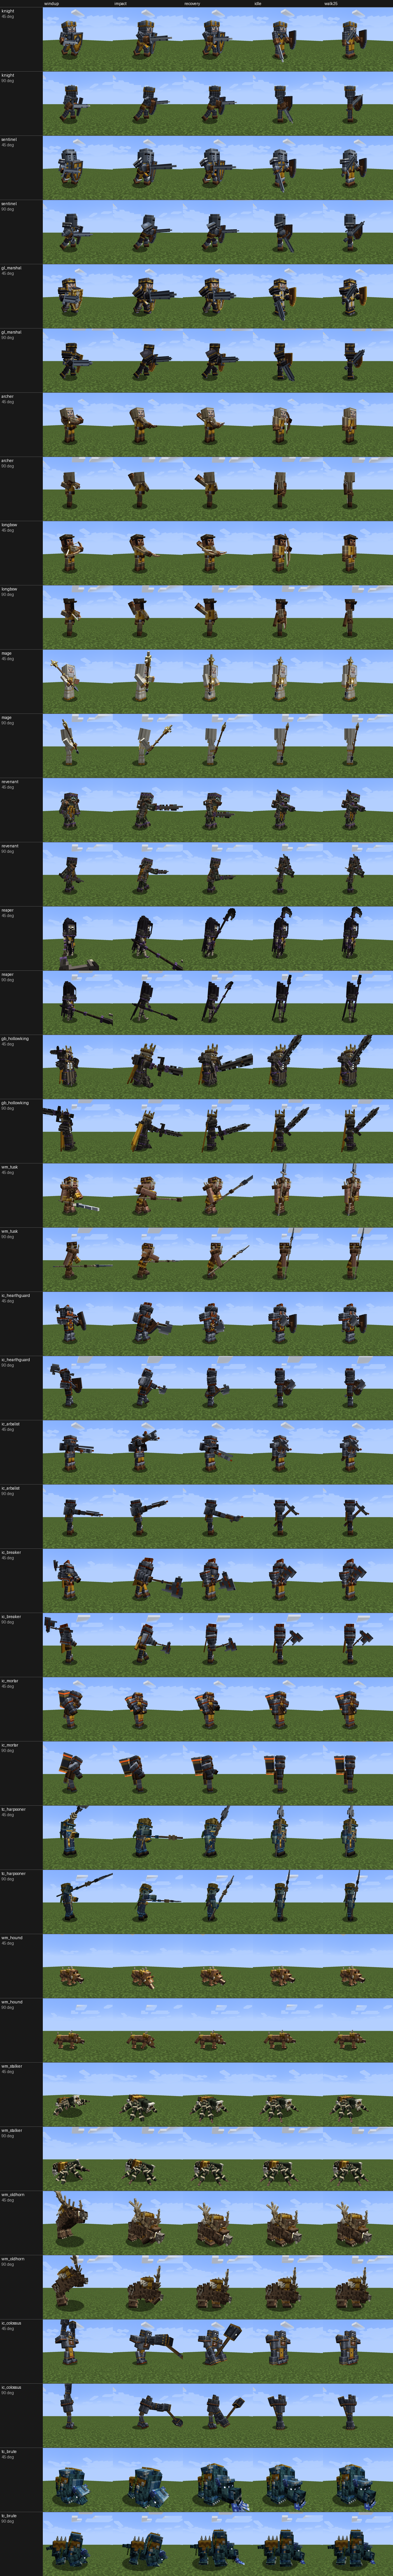 windup impact recovery idle walk25
knight
45 deg
knight
90 deg
sentinel
45 deg
sentinel
90 deg
gl_marshal
45 deg
gl_marshal
90 deg
archer
45 deg
archer
90 deg
longbow
45 deg
longbow
90 deg
mage
45 deg
mage
90 deg
revenant
45 deg
revenant
90 deg
reaper
45 deg
reaper
90 deg
gb_hollowking
45 deg
gb_hollowking
90 deg
wm_tusk
45 deg
wm_tusk
90 deg
ic_hearthguard
45 deg
ic_hearthguard
90 deg
ic_arbalist
45 deg
ic_arbalist
90 deg
ic_breaker
45 deg
ic_breaker
90 deg
ic_mortar
45 deg
ic_mortar
90 deg
tc_harpooner
45 deg
tc_harpooner
90 deg
wm_hound
45 deg
wm_hound
90 deg
wm_stalker
45 deg
wm_stalker
90 deg
wm_oldhorn
45 deg
wm_oldhorn
90 deg
ic_colossus
45 deg
ic_colossus
90 deg
tc_brute
45 deg
tc_brute
90 deg